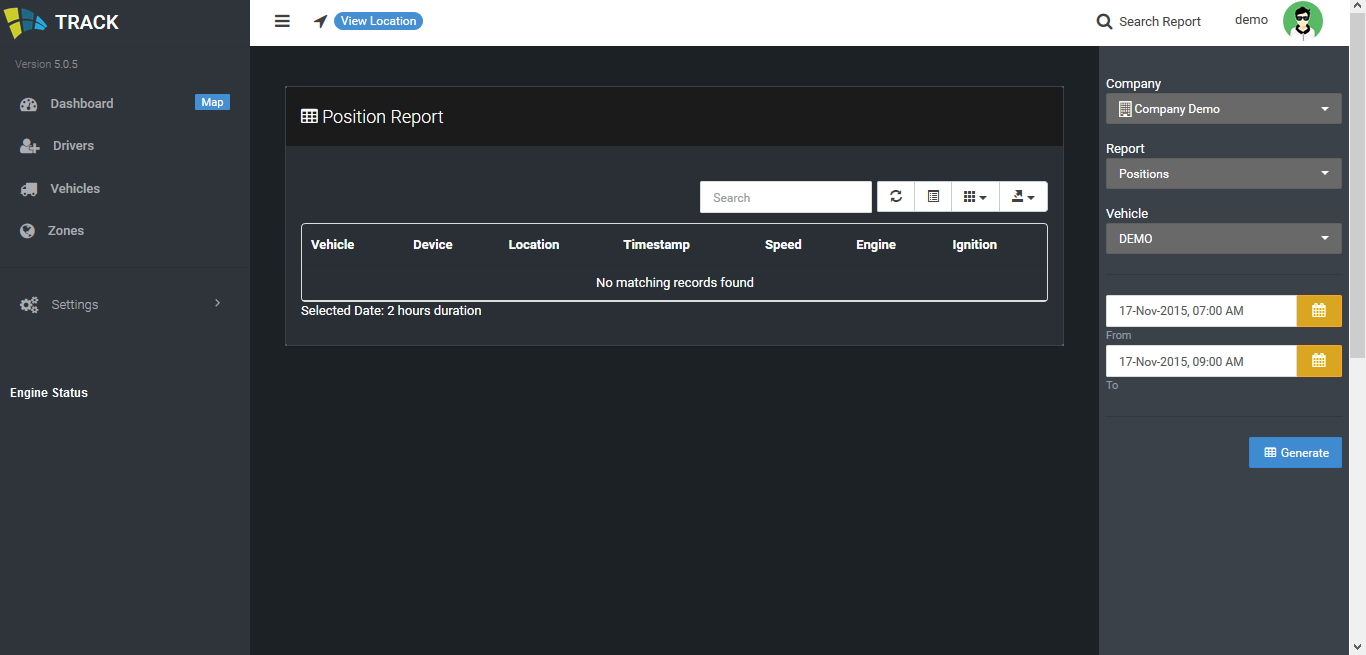 TRACK
Version 5.0.5
Dashboard
Map
Drivers
Vehicles
Zones
Settings
Engine Status
View Location
Search Report
demo
Position Report
Search
Vehicle Device Location Timestamp Speed Engine Ignition
No matching records found
Selected Date: 2 hours duration
Company
Company Demo
Report
Positions
Vehicle
DEMO
17-Nov-2015, 07:00 AM
From
17-Nov-2015, 09:00 AM
To
Generate